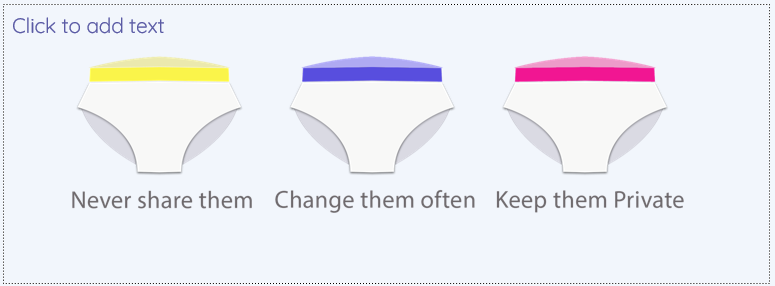 Click to add text
Never share them
Change them often
Keep them Private